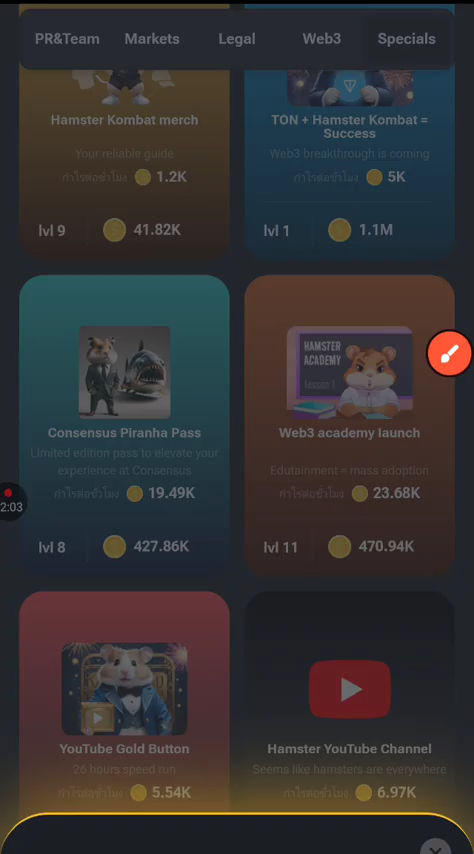 PR&Team Markets Legal Web3 Specials
Hamster Kombat merch
Your reliable guide
กำไรต่อชั่วโมง 1.2K
lvl 9 41.82K
TON + Hamster Kombat =
Success
Web3 breakthrough is coming
กำไรต่อชั่วโมง 5K
lvl 1 1.1M
Consensus Piranha Pass
Limited edition pass to elevate your
experience at Consensus
กำไรต่อชั่วโมง 19.49K
lvl 8 427.86K
HAMSTER
ACADEMY
lesson 1
Web3 academy launch
Edutainment = mass adoption
กำไรต่อชั่วโมง 23.68K
lvl 11 470.94K
2:03
YouTube Gold Button
26 hours speed run
กำไรต่อชั่วโมง 5.54K
Hamster YouTube Channel
Seems like hamsters are everywhere
กำไรต่อชั่วโมง 6.97K